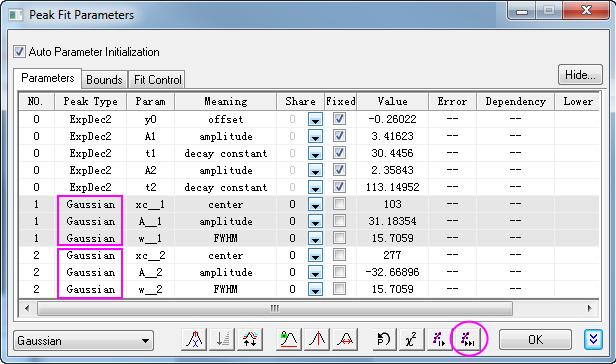 Peak Fit Parameters
Auto Parameter Initialization
Parameters Bounds Fit Control Hide...
NO. Peak Type Param Meaning Share Fixed Value Error Dependency Lower
0 ExpDec2 y0 offset 0 -0.26022 -- --
0 ExpDec2 A1 amplitude 0 3.41623 -- --
0 ExpDec2 t1 decay constant 0 30.4456 -- --
0 ExpDec2 A2 amplitude 0 2.35843 -- --
0 ExpDec2 t2 decay constant 0 113.14952 -- --
1 Gaussian xc__1 center 0 103 -- --
1 Gaussian A__1 amplitude 0 31.18354 -- --
1 Gaussian w__1 FWHM 0 15.7059 -- --
2 Gaussian xc__2 center 0 277 -- --
2 Gaussian A__2 amplitude 0 -32.66896 -- --
2 Gaussian w__2 FWHM 0 15.7059 -- --
Gaussian χ² OK